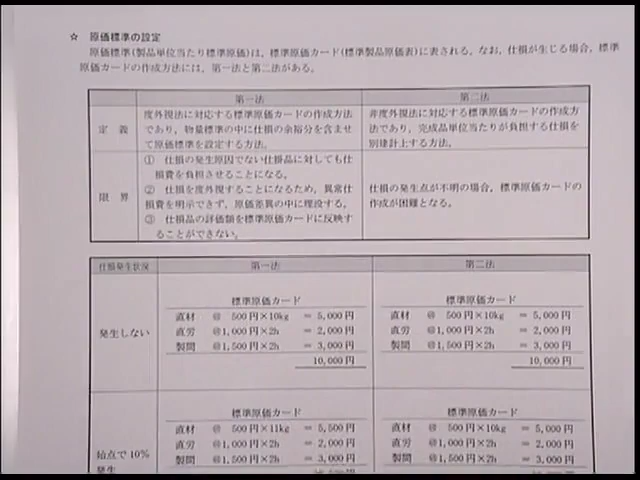 ☆ 原価標準の設定
原価標準(製品単位当たり標準原価)は、標準原価カード(標準製品原価表)に表される。なお、仕損が生じる場合、標準
原価カードの作成方法には、第一法と第二法がある。
第一法
第二法
定義
度外視法に対応する標準原価カードの作成方法
であり、物量標準の中に仕損の余裕分を含ませ
て原価標準を設定する方法。
非度外視法に対応する標準原価カードの作成方
法であり、完成品単位当たりが負担する仕損を
別途計上する方法。
限界
① 仕損の発生原因でない仕損品に対しても仕
損費を負担させることになる。
② 仕損を度外視することになるため、異常仕
損費を明示できず、原価差異の中に埋没する。
③ 仕損品の評価額を標準原価カードに反映す
ることができない。
仕損の発生点が不明の場合、標準原価カードの
作成が困難となる。
仕損発生状況
第一法
第二法
発生しない
標準原価カード
直材 @ 500円×10kg = 5,000円
直労 @1,000円×2h = 2,000円
製間 @1,500円×2h = 3,000円
10,000円
標準原価カード
直材 @ 500円×10kg = 5,000円
直労 @1,000円×2h = 2,000円
製間 @1,500円×2h = 3,000円
10,000円
始点で10%
発生
標準原価カード
直材 @ 500円×11kg = 5,500円
直労 @1,000円×2h = 2,000円
製間 @1,500円×2h = 3,000円
標準原価カード
直材 @ 500円×10kg = 5,000円
直労 @1,000円×2h = 2,000円
製間 @1,500円×2h = 3,000円